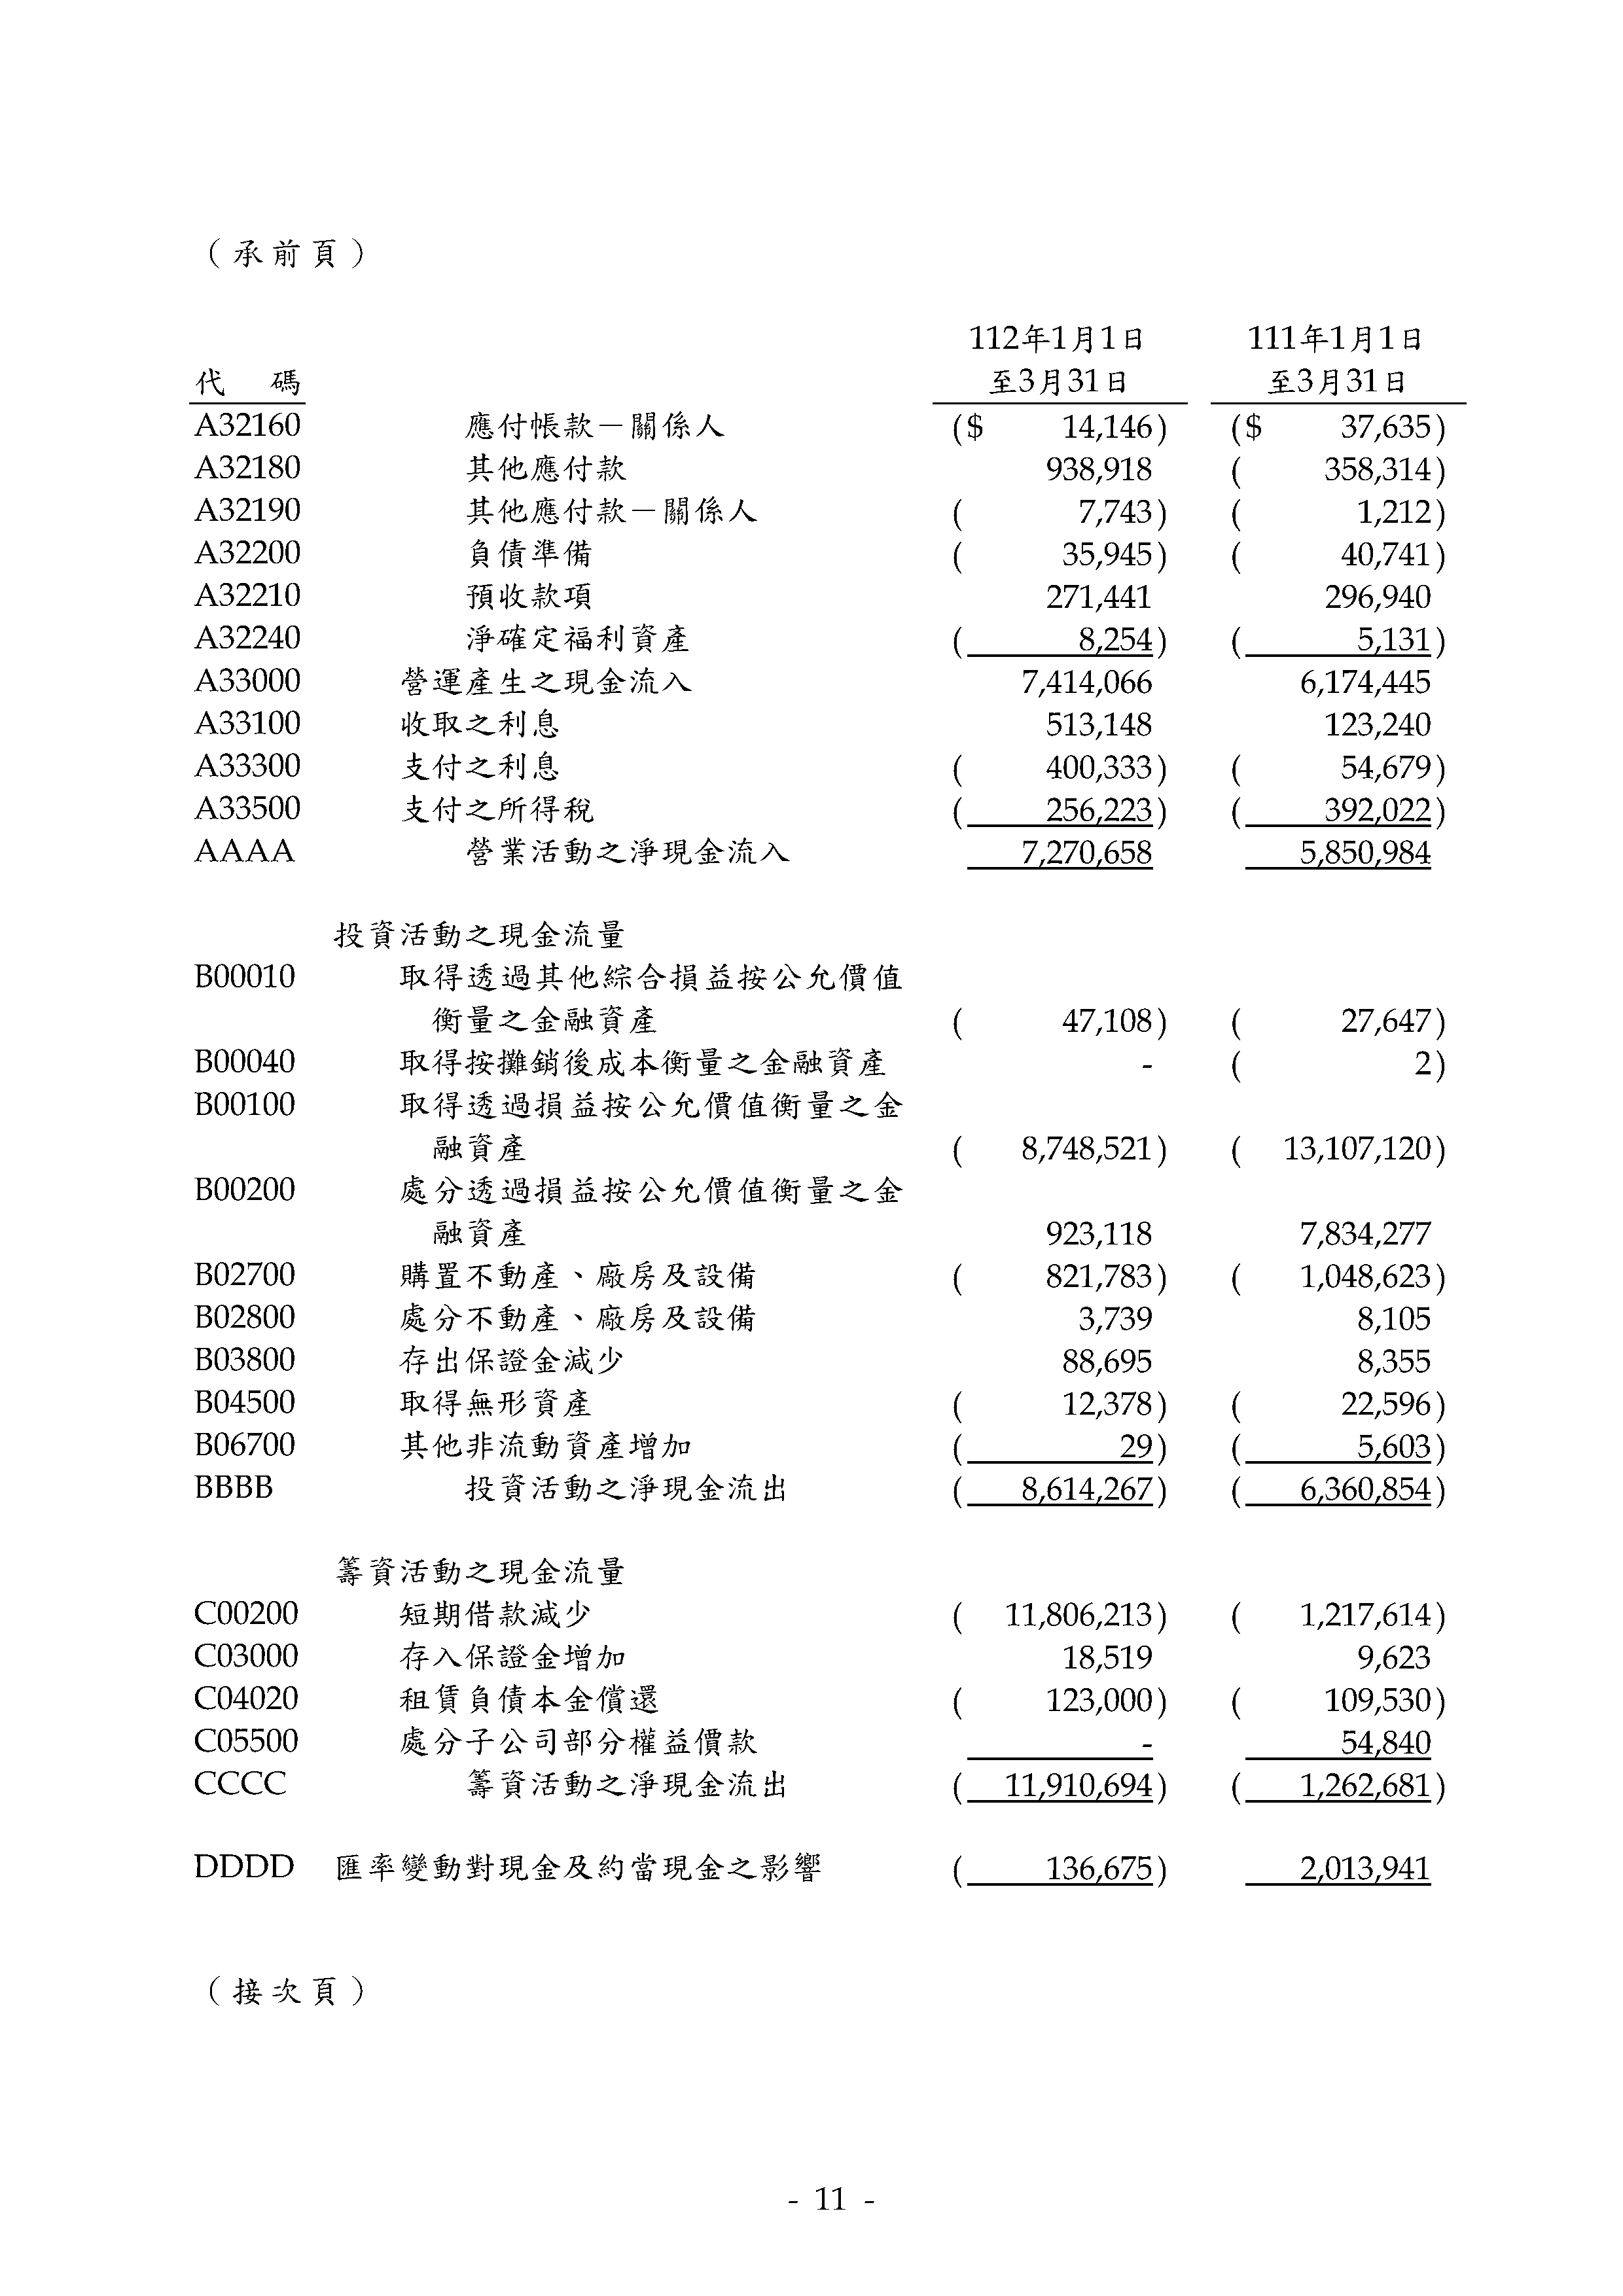 （承前頁）
112年1月1日 111年1月1日
代 碼 至3月31日 至3月31日
A32160 應付帳款－關係人 ($ 14,146) ($ 37,635)
A32180 其他應付款 938,918 ( 358,314)
A32190 其他應付款－關係人 ( 7,743) ( 1,212)
A32200 負債準備 ( 35,945) ( 40,741)
A32210 預收款項 271,441 296,940
A32240 淨確定福利資產 ( 8,254) ( 5,131)
A33000 營運產生之現金流入 7,414,066 6,174,445
A33100 收取之利息 513,148 123,240
A33300 支付之利息 ( 400,333) ( 54,679)
A33500 支付之所得稅 ( 256,223) ( 392,022)
AAAA 營業活動之淨現金流入 7,270,658 5,850,984
投資活動之現金流量
B00010 取得透過其他綜合損益按公允價值
衡量之金融資產 ( 47,108) ( 27,647)
B00040 取得按攤銷後成本衡量之金融資產 - ( 2)
B00100 取得透過損益按公允價值衡量之金
融資產 ( 8,748,521) ( 13,107,120)
B00200 處分透過損益按公允價值衡量之金
融資產 923,118 7,834,277
B02700 購置不動產、廠房及設備 ( 821,783) ( 1,048,623)
B02800 處分不動產、廠房及設備 3,739 8,105
B03800 存出保證金減少 88,695 8,355
B04500 取得無形資產 ( 12,378) ( 22,596)
B06700 其他非流動資產增加 ( 29) ( 5,603)
BBBB 投資活動之淨現金流出 ( 8,614,267) ( 6,360,854)
籌資活動之現金流量
C00200 短期借款減少 ( 11,806,213) ( 1,217,614)
C03000 存入保證金增加 18,519 9,623
C04020 租賃負債本金償還 ( 123,000) ( 109,530)
C05500 處分子公司部分權益價款 - 54,840
CCCC 籌資活動之淨現金流出 ( 11,910,694) ( 1,262,681)
DDDD 匯率變動對現金及約當現金之影響 ( 136,675) 2,013,941
（接次頁）
- 11 -